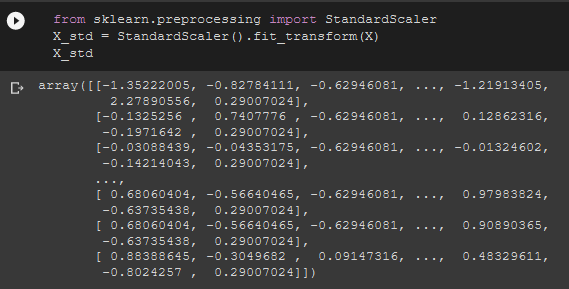 from sklearn.preprocessing import StandardScaler
X_std = StandardScaler().fit_transform(X)
X_std
array([[-1.35222005, -0.82784111, -0.62946081, ..., -1.21913405,
         2.27890556,  0.29007024],
       [-0.1325256 ,  0.7407776 , -0.62946081, ...,  0.12862316,
        -0.1971642 ,  0.29007024],
       [-0.03088439, -0.04353175, -0.62946081, ..., -0.01324602,
        -0.14214043,  0.29007024],
       ...,
       [ 0.68060404, -0.56640465, -0.62946081, ...,  0.97983824,
        -0.63735438,  0.29007024],
       [ 0.68060404, -0.56640465, -0.62946081, ...,  0.90890365,
        -0.63735438,  0.29007024],
       [ 0.88388645, -0.3049682 ,  0.09147316, ...,  0.48329611,
        -0.8024257 ,  0.29007024]])